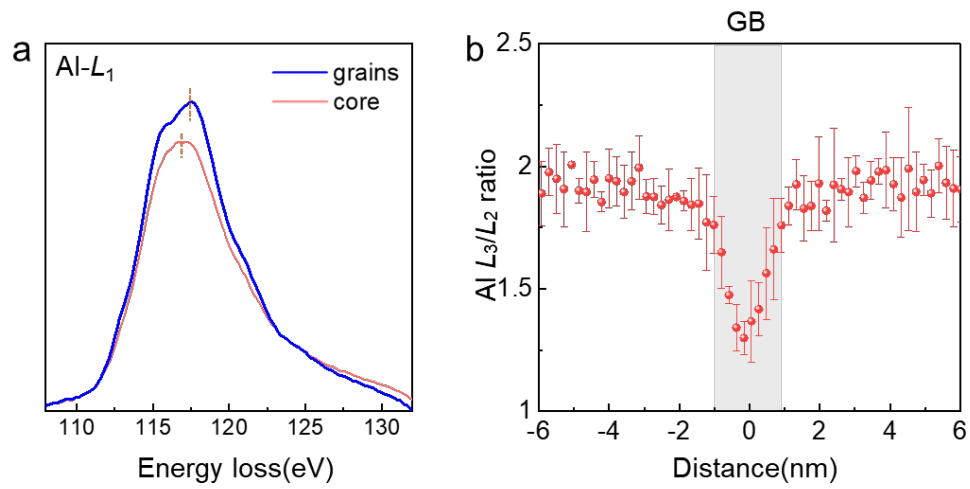 a
Al-L₁
grains
core
110 115 120 125 130
Energy loss(eV)
b
GB
2.5
2
1.5
1
Al L₃/L₂ ratio
-6 -4 -2 0 2 4 6
Distance(nm)